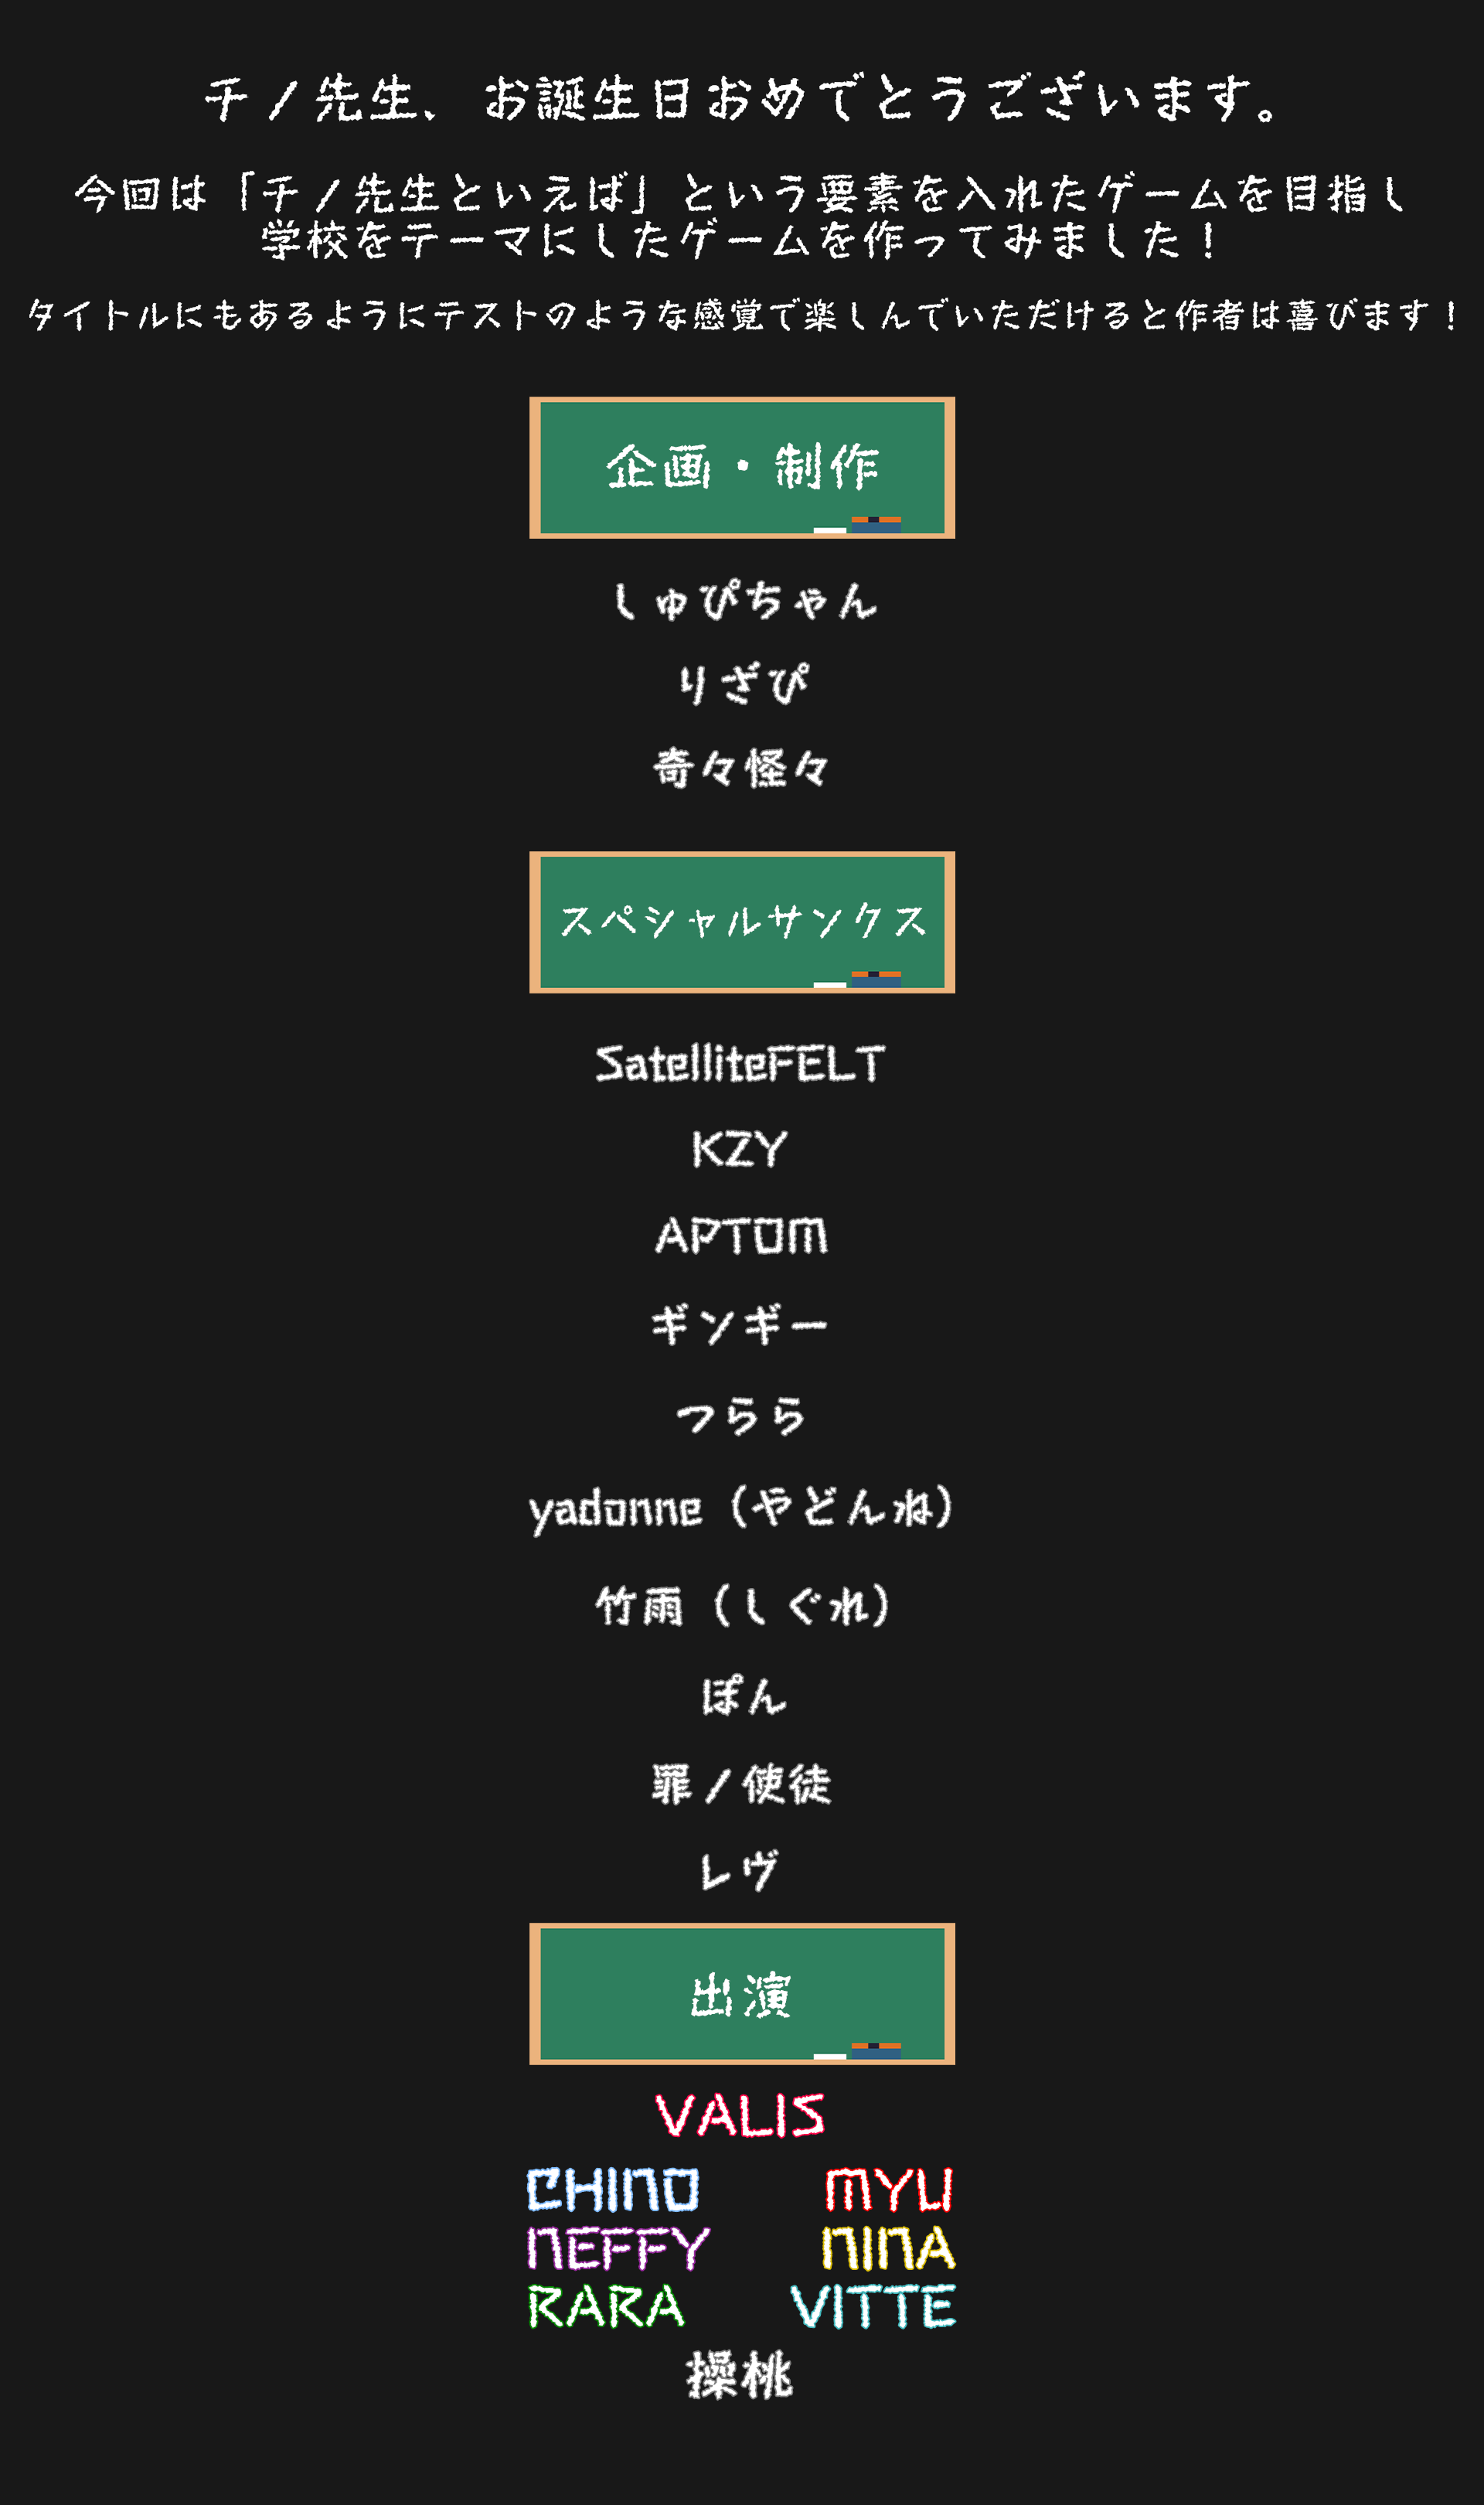 チノ先生、お誕生日おめでとうございます。
今回は「チノ先生といえば」という要素を入れたゲームを目指し
学校をテーマにしたゲームを作ってみました！
タイトルにもあるようにテストのような感覚で楽しんでいただけると作者は喜びます！
企画・制作
しゅぴちゃん
りざぴ
奇々怪々
スペシャルサンクス
SatelliteFELT
KZY
APTOM
ギンギー
つらら
yadonne（やどんね）
竹雨（しぐれ）
ぽん
罪ノ使徒
レヴ
出演
VALIS
CHINO MYU
NEFFY NINA
RARA VITTE
操桃